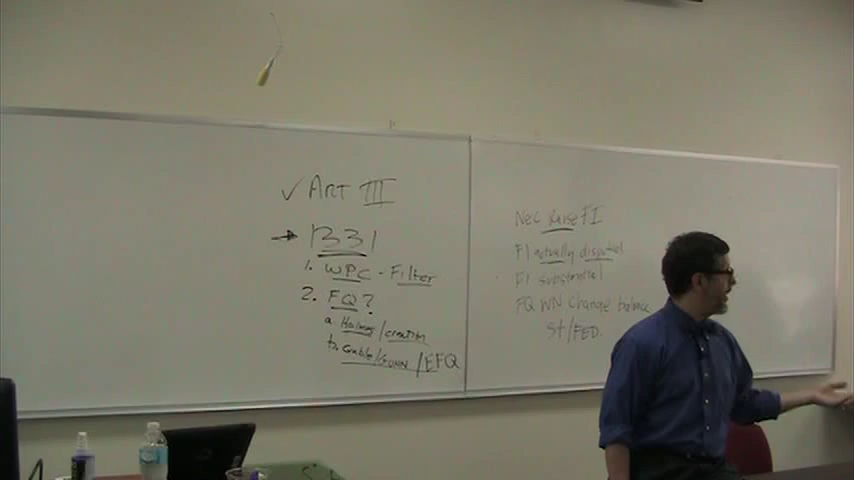 ✓ ART III
→ 1331
1. WPC - Filter
2. FQ?
a. Holmes/creation
b. Grable/Gunn/EFQ
Nec Raise FI
FI actually disputed
FI substantial
FQ WN Change balance
St/FED.